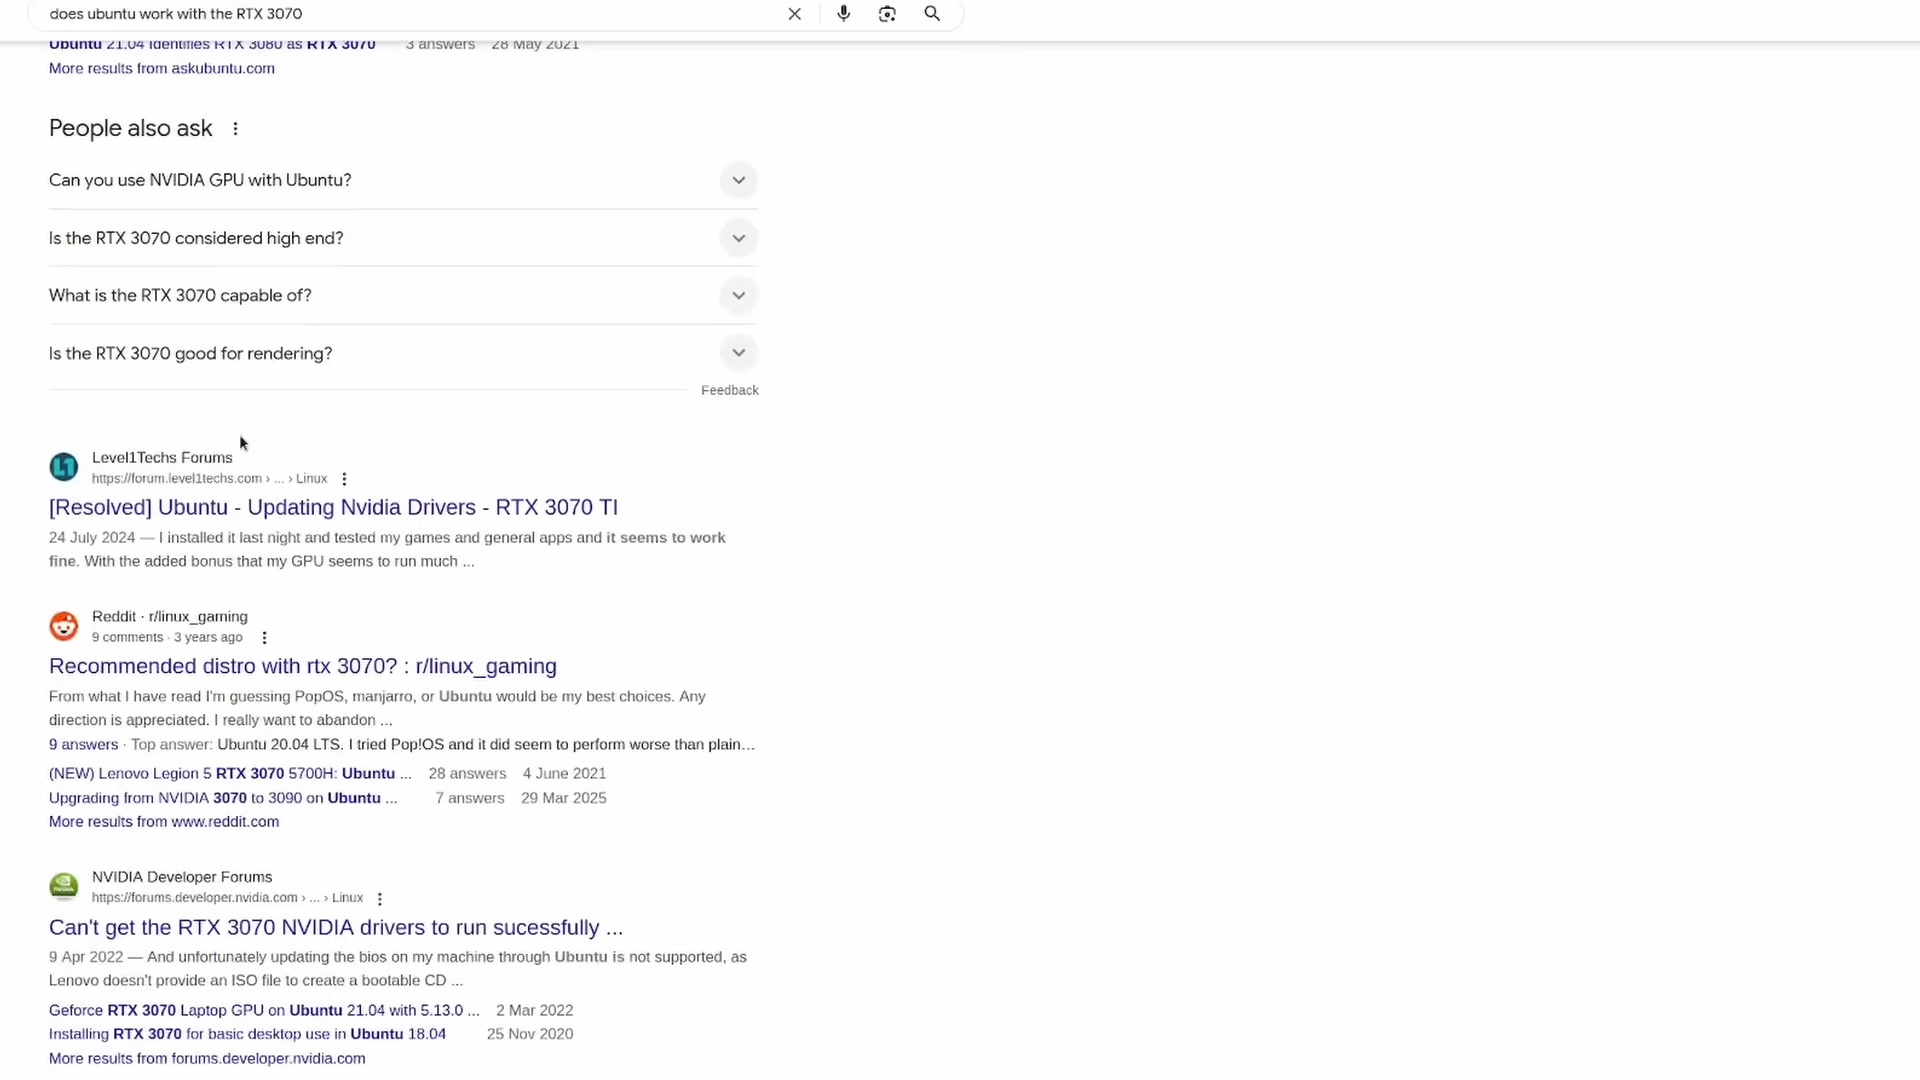 does ubuntu work with the RTX 3070
Ubuntu 21.04 identifies RTX 3080 as RTX 3070 3 answers 28 May 2021
More results from askubuntu.com
People also ask
Can you use NVIDIA GPU with Ubuntu?
Is the RTX 3070 considered high end?
What is the RTX 3070 capable of?
Is the RTX 3070 good for rendering?
Feedback
Level1Techs Forums
https://forum.level1techs.com › ... › Linux
[Resolved] Ubuntu - Updating Nvidia Drivers - RTX 3070 TI
24 July 2024 — I installed it last night and tested my games and general apps and it seems to work
fine. With the added bonus that my GPU seems to run much ...
Reddit · r/linux_gaming
9 comments · 3 years ago
Recommended distro with rtx 3070? : r/linux_gaming
From what I have read I'm guessing PopOS, manjarro, or Ubuntu would be my best choices. Any
direction is appreciated. I really want to abandon ...
9 answers · Top answer: Ubuntu 20.04 LTS. I tried Pop!OS and it did seem to perform worse than plain...
(NEW) Lenovo Legion 5 RTX 3070 5700H: Ubuntu ... 28 answers 4 June 2021
Upgrading from NVIDIA 3070 to 3090 on Ubuntu ... 7 answers 29 Mar 2025
More results from www.reddit.com
NVIDIA Developer Forums
https://forums.developer.nvidia.com › ... › Linux
Can't get the RTX 3070 NVIDIA drivers to run sucessfully ...
9 Apr 2022 — And unfortunately updating the bios on my machine through Ubuntu is not supported, as
Lenovo doesn't provide an ISO file to create a bootable CD ...
Geforce RTX 3070 Laptop GPU on Ubuntu 21.04 with 5.13.0 ... 2 Mar 2022
Installing RTX 3070 for basic desktop use in Ubuntu 18.04 25 Nov 2020
More results from forums.developer.nvidia.com